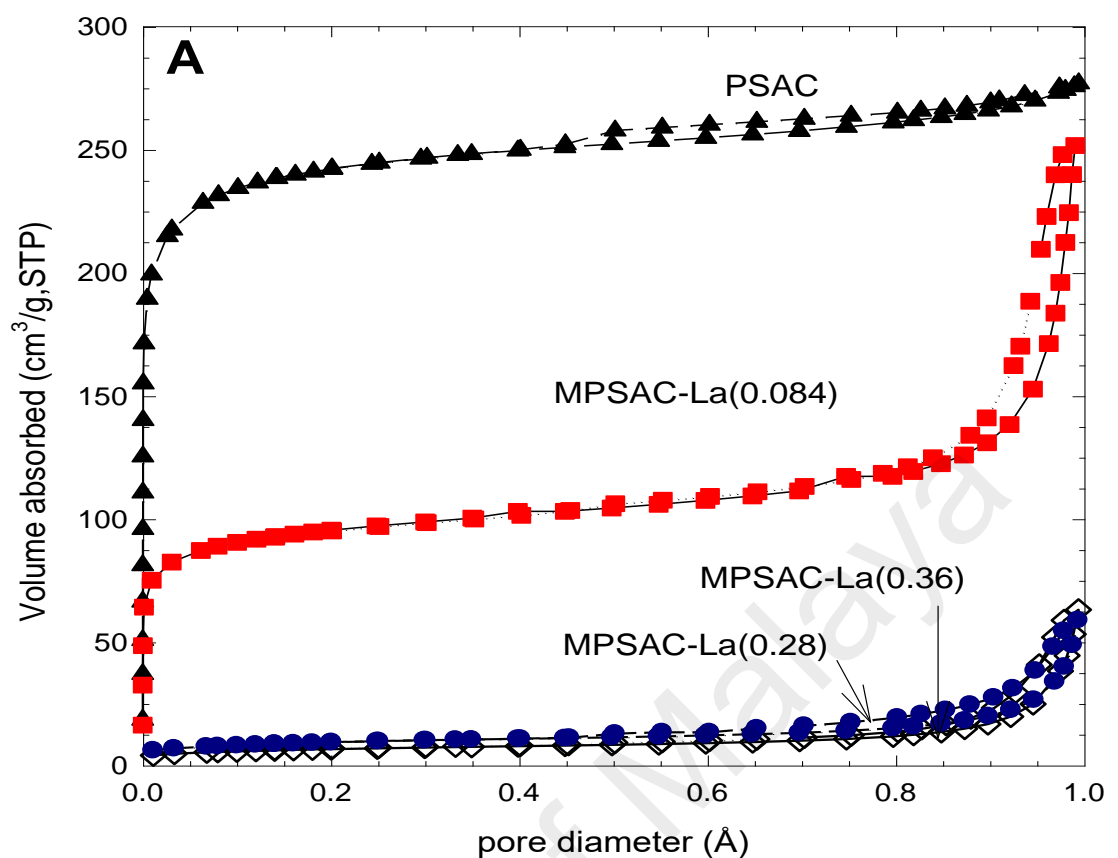 A
PSAC
MPSAC-La(0.084)
MPSAC-La(0.36)
MPSAC-La(0.28)
Volume absorbed (cm³/g,STP)
300
250
200
150
100
50
0
0.0 0.2 0.4 0.6 0.8 1.0
pore diameter (Å)
of Malaya